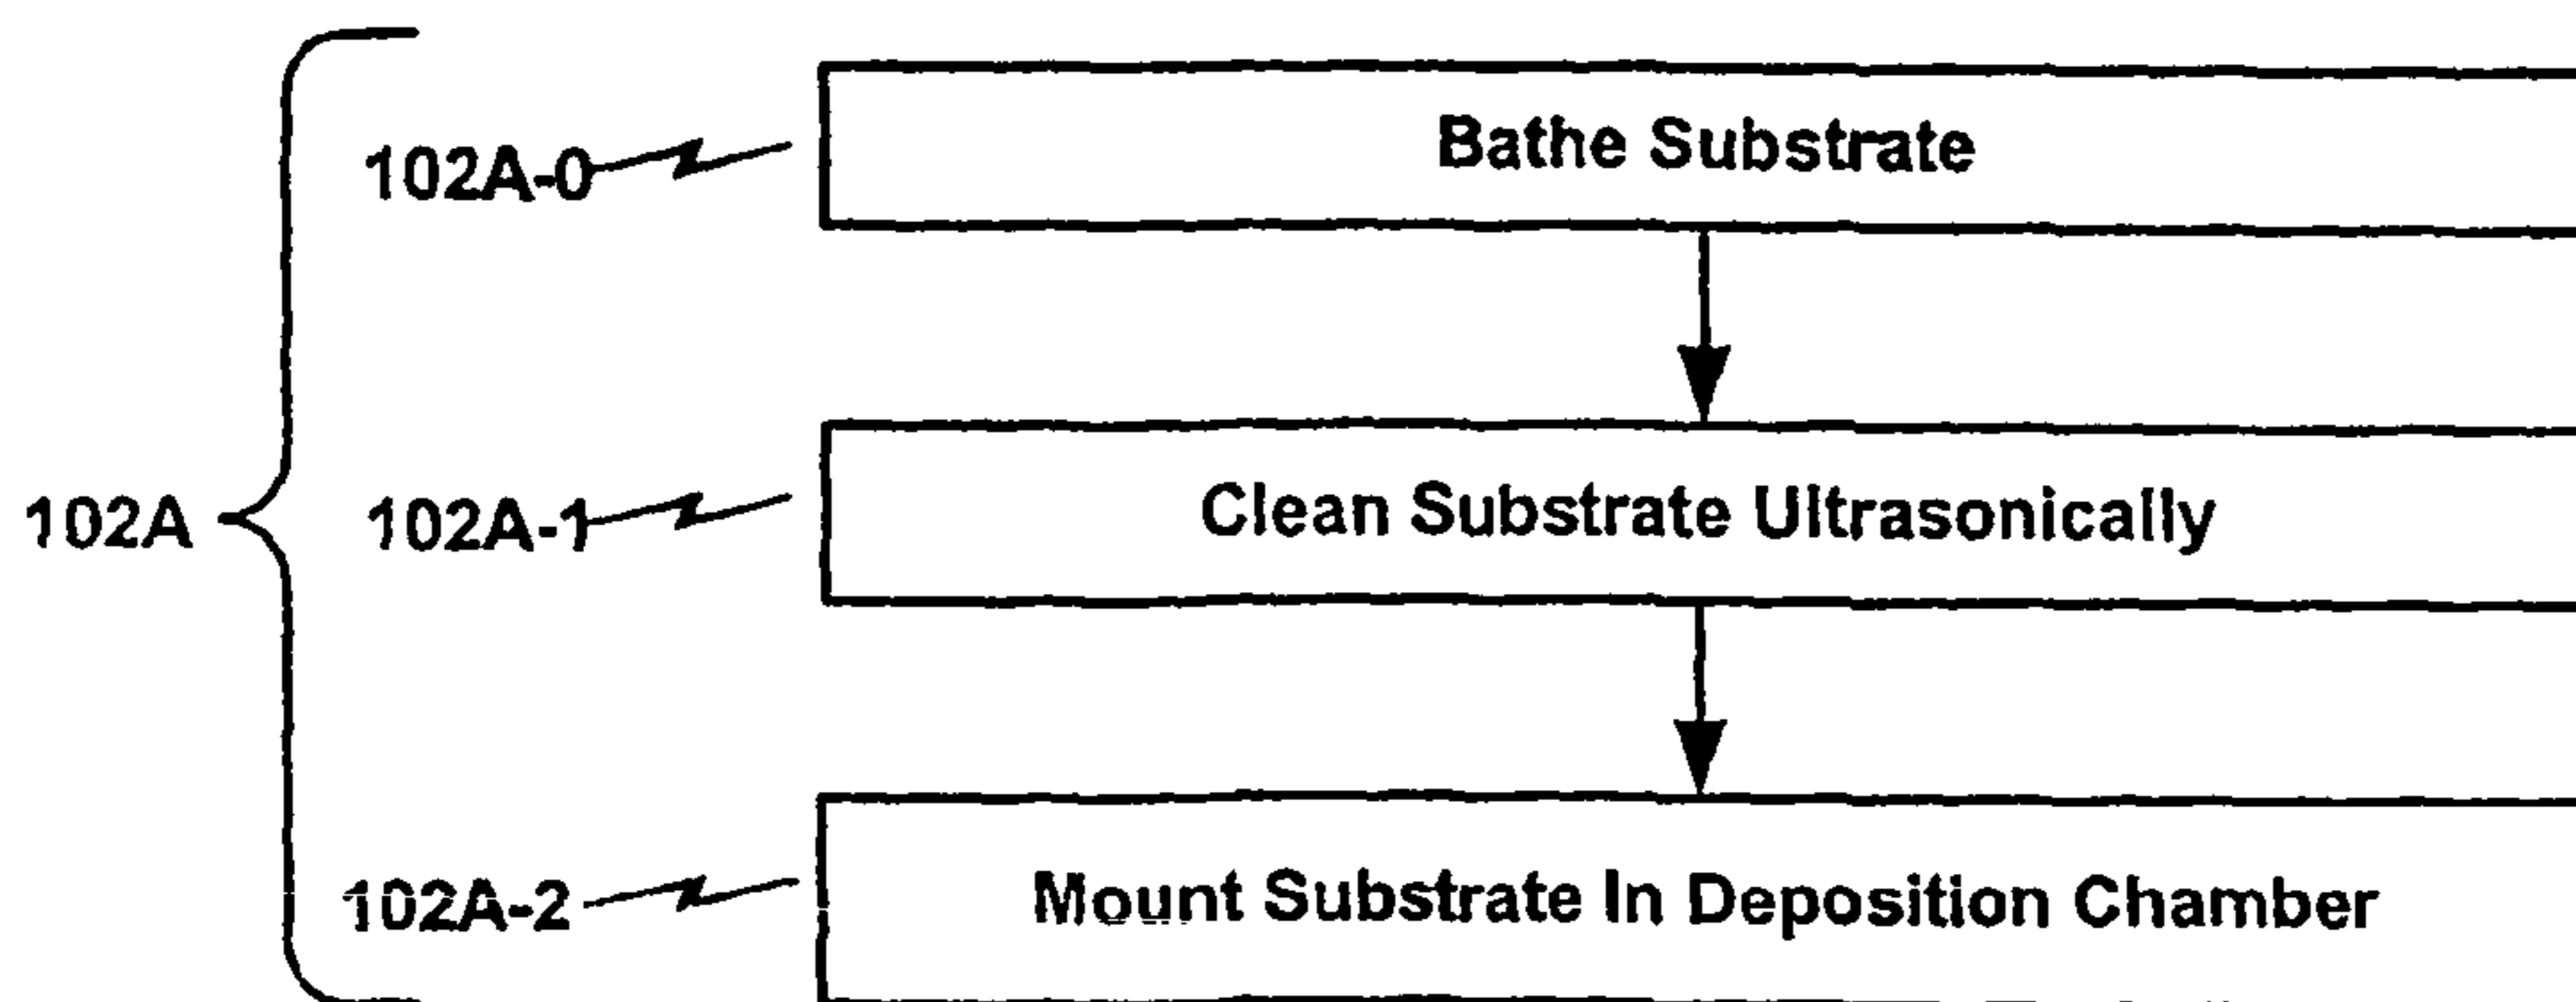 102A-0 Bathe Substrate
102A 102A-1 Clean Substrate Ultrasonically
102A-2 Mount Substrate In Deposition Chamber